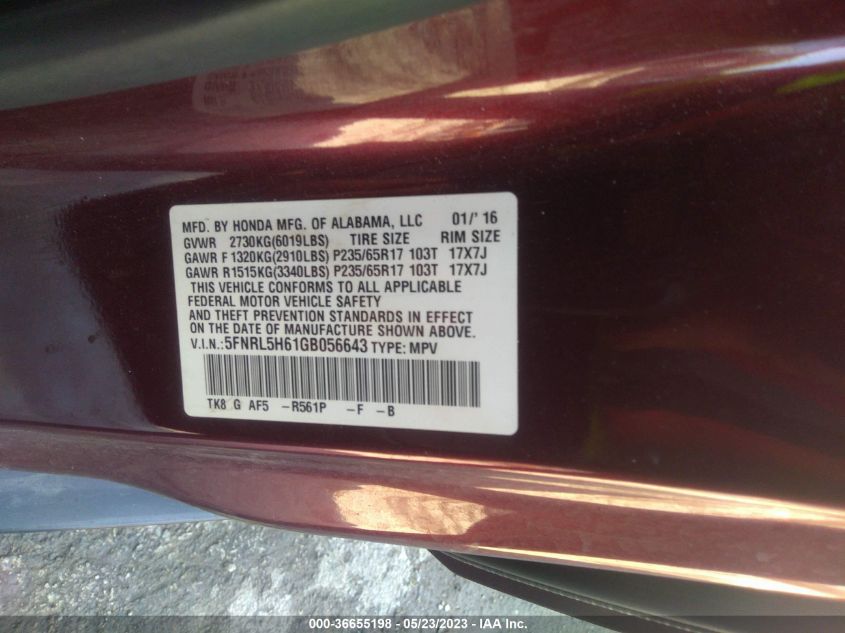 MFD. BY HONDA MFG. OF ALABAMA, LLC 01/' 16
GVWR 2730KG(6019LBS) TIRE SIZE RIM SIZE
GAWR F 1320KG(2910LBS) P235/65R17 103T 17X7J
GAWR R1515KG(3340LBS) P235/65R17 103T 17X7J
THIS VEHICLE CONFORMS TO ALL APPLICABLE
FEDERAL MOTOR VEHICLE SAFETY
AND THEFT PREVENTION STANDARDS IN EFFECT
ON THE DATE OF MANUFACTURE SHOWN ABOVE.
V.I.N.: 5FNRL5H61GB056643 TYPE: MPV
TK8 G AF5 -R561P -F -B
000-36655198 - 05/23/2023 - IAA Inc.